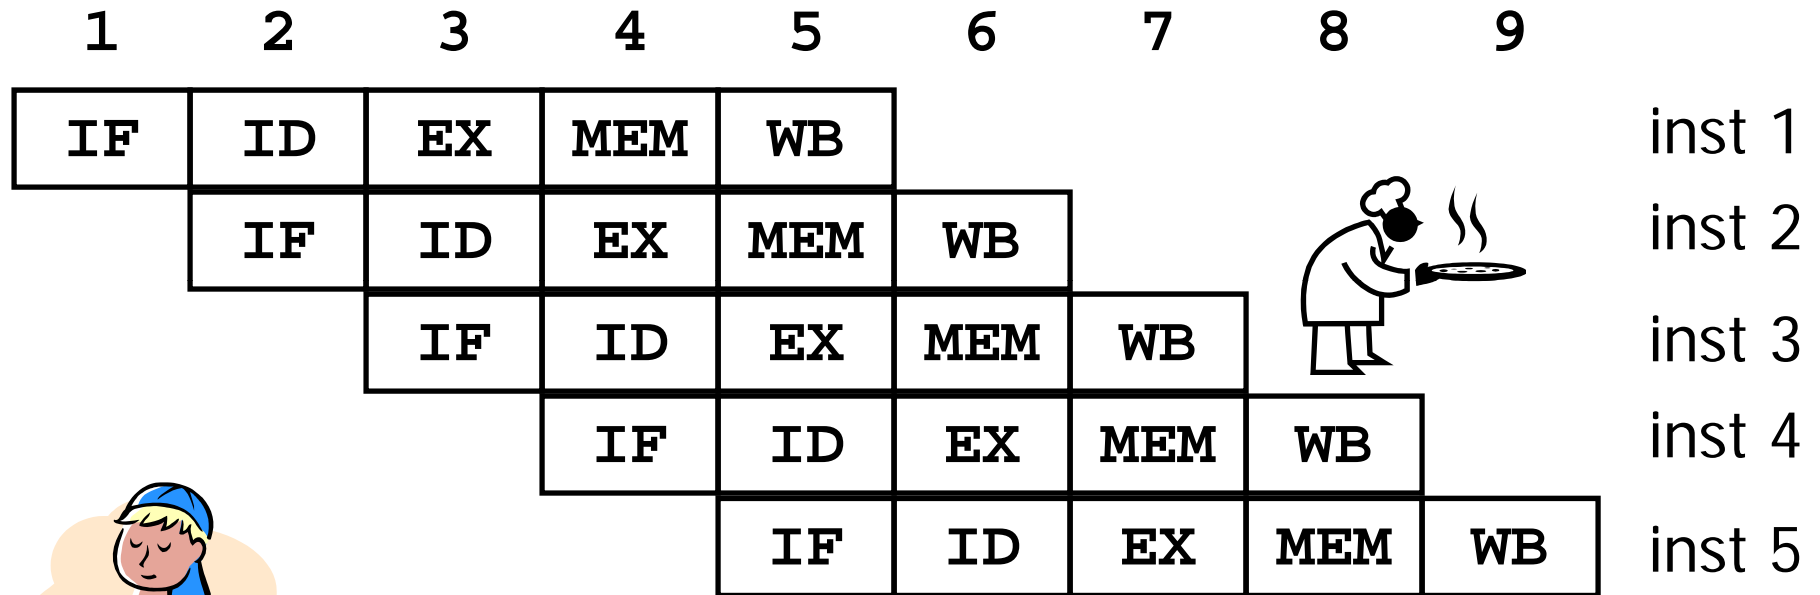 1 2 3 4 5 6 7 8 9
IF ID EX MEM WB inst 1
IF ID EX MEM WB inst 2
IF ID EX MEM WB inst 3
IF ID EX MEM WB inst 4
IF ID EX MEM WB inst 5